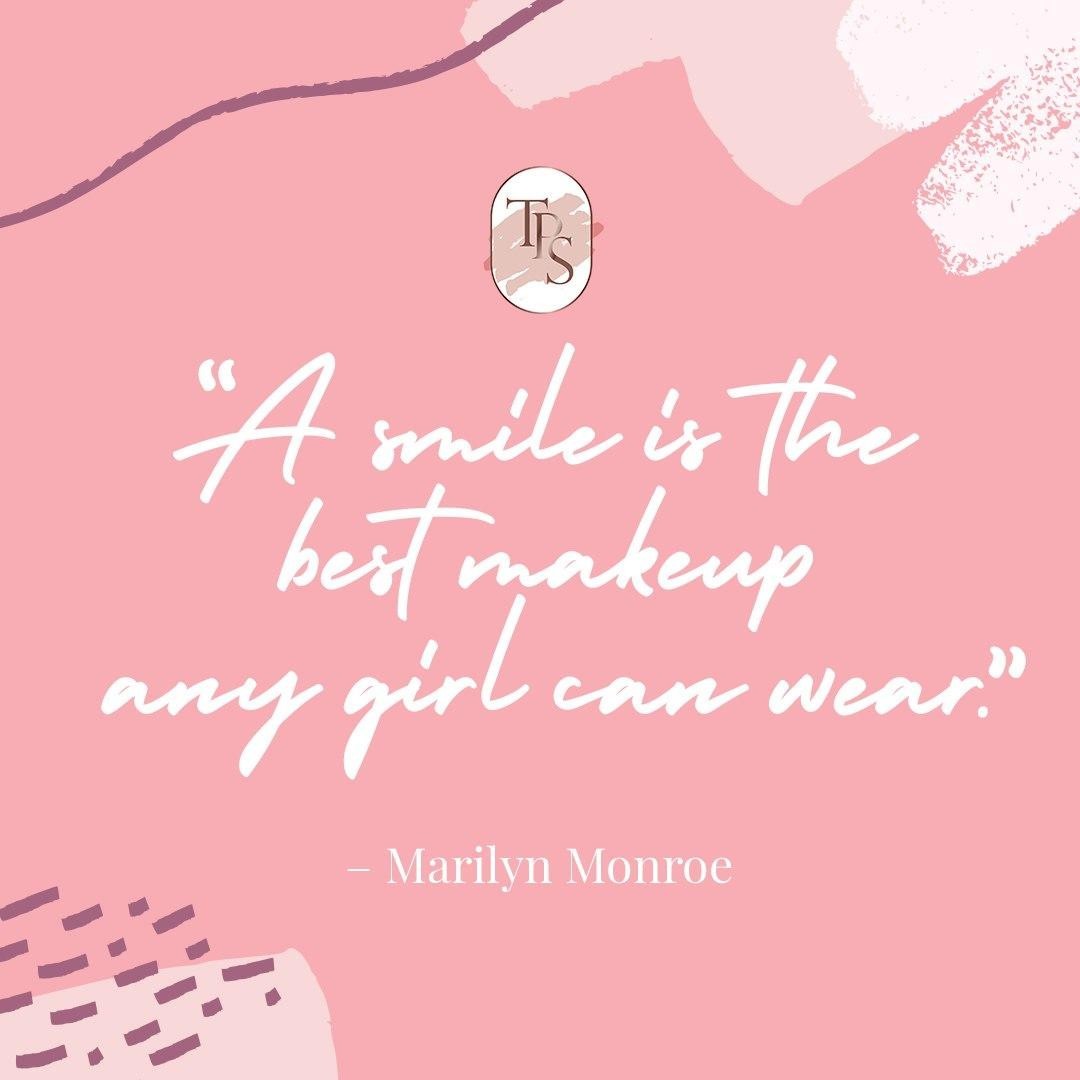 TPS
“A smile is the
best makeup
any girl can wear.”
– Marilyn Monroe